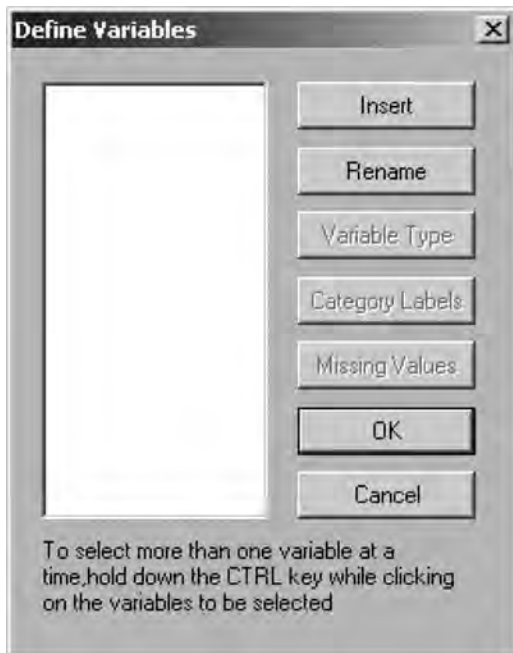 Define Variables
Insert
Rename
Variable Type
Category Labels
Missing Values
OK
Cancel
To select more than one variable at a
time,hold down the CTRL key while clicking
on the variables to be selected